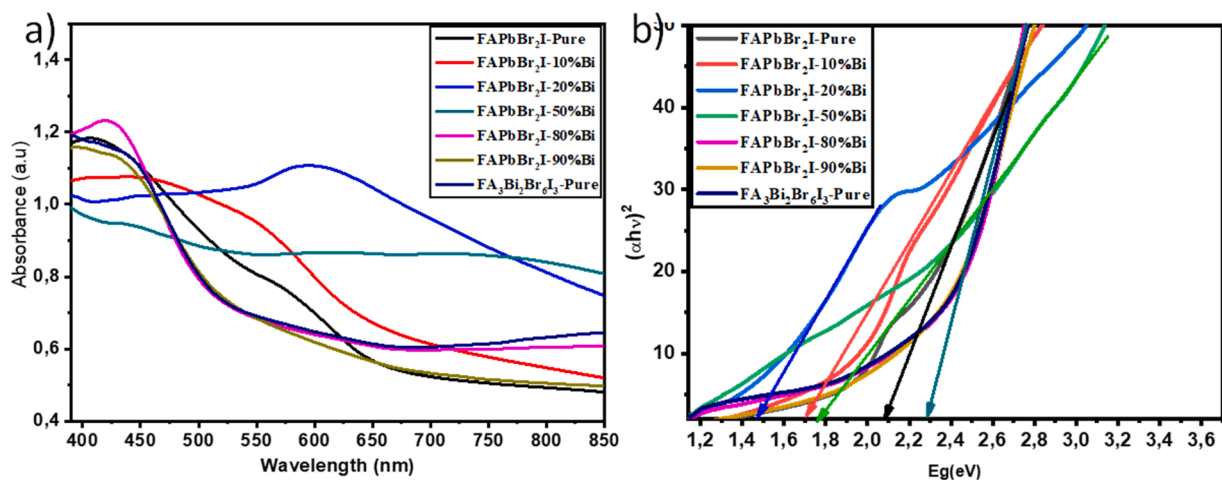 a)
1,4
1,2
1,0
0,8
0,6
0,4
Absorbance (a.u)
400 450 500 550 600 650 700 750 800 850
Wavelength (nm)
FAPbBr₂I-Pure
FAPbBr₂I-10%Bi
FAPbBr₂I-20%Bi
FAPbBr₂I-50%Bi
FAPbBr₂I-80%Bi
FAPbBr₂I-90%Bi
FA₃Bi₂Br₆I₃-Pure
b)
40
30
20
10
(αhν)²
1,2 1,4 1,6 1,8 2,0 2,2 2,4 2,6 2,8 3,0 3,2 3,4 3,6
Eg(eV)
FAPbBr₂I-Pure
FAPbBr₂I-10%Bi
FAPbBr₂I-20%Bi
FAPbBr₂I-50%Bi
FAPbBr₂I-80%Bi
FAPbBr₂I-90%Bi
FA₃Bi₂Br₆I₃-Pure